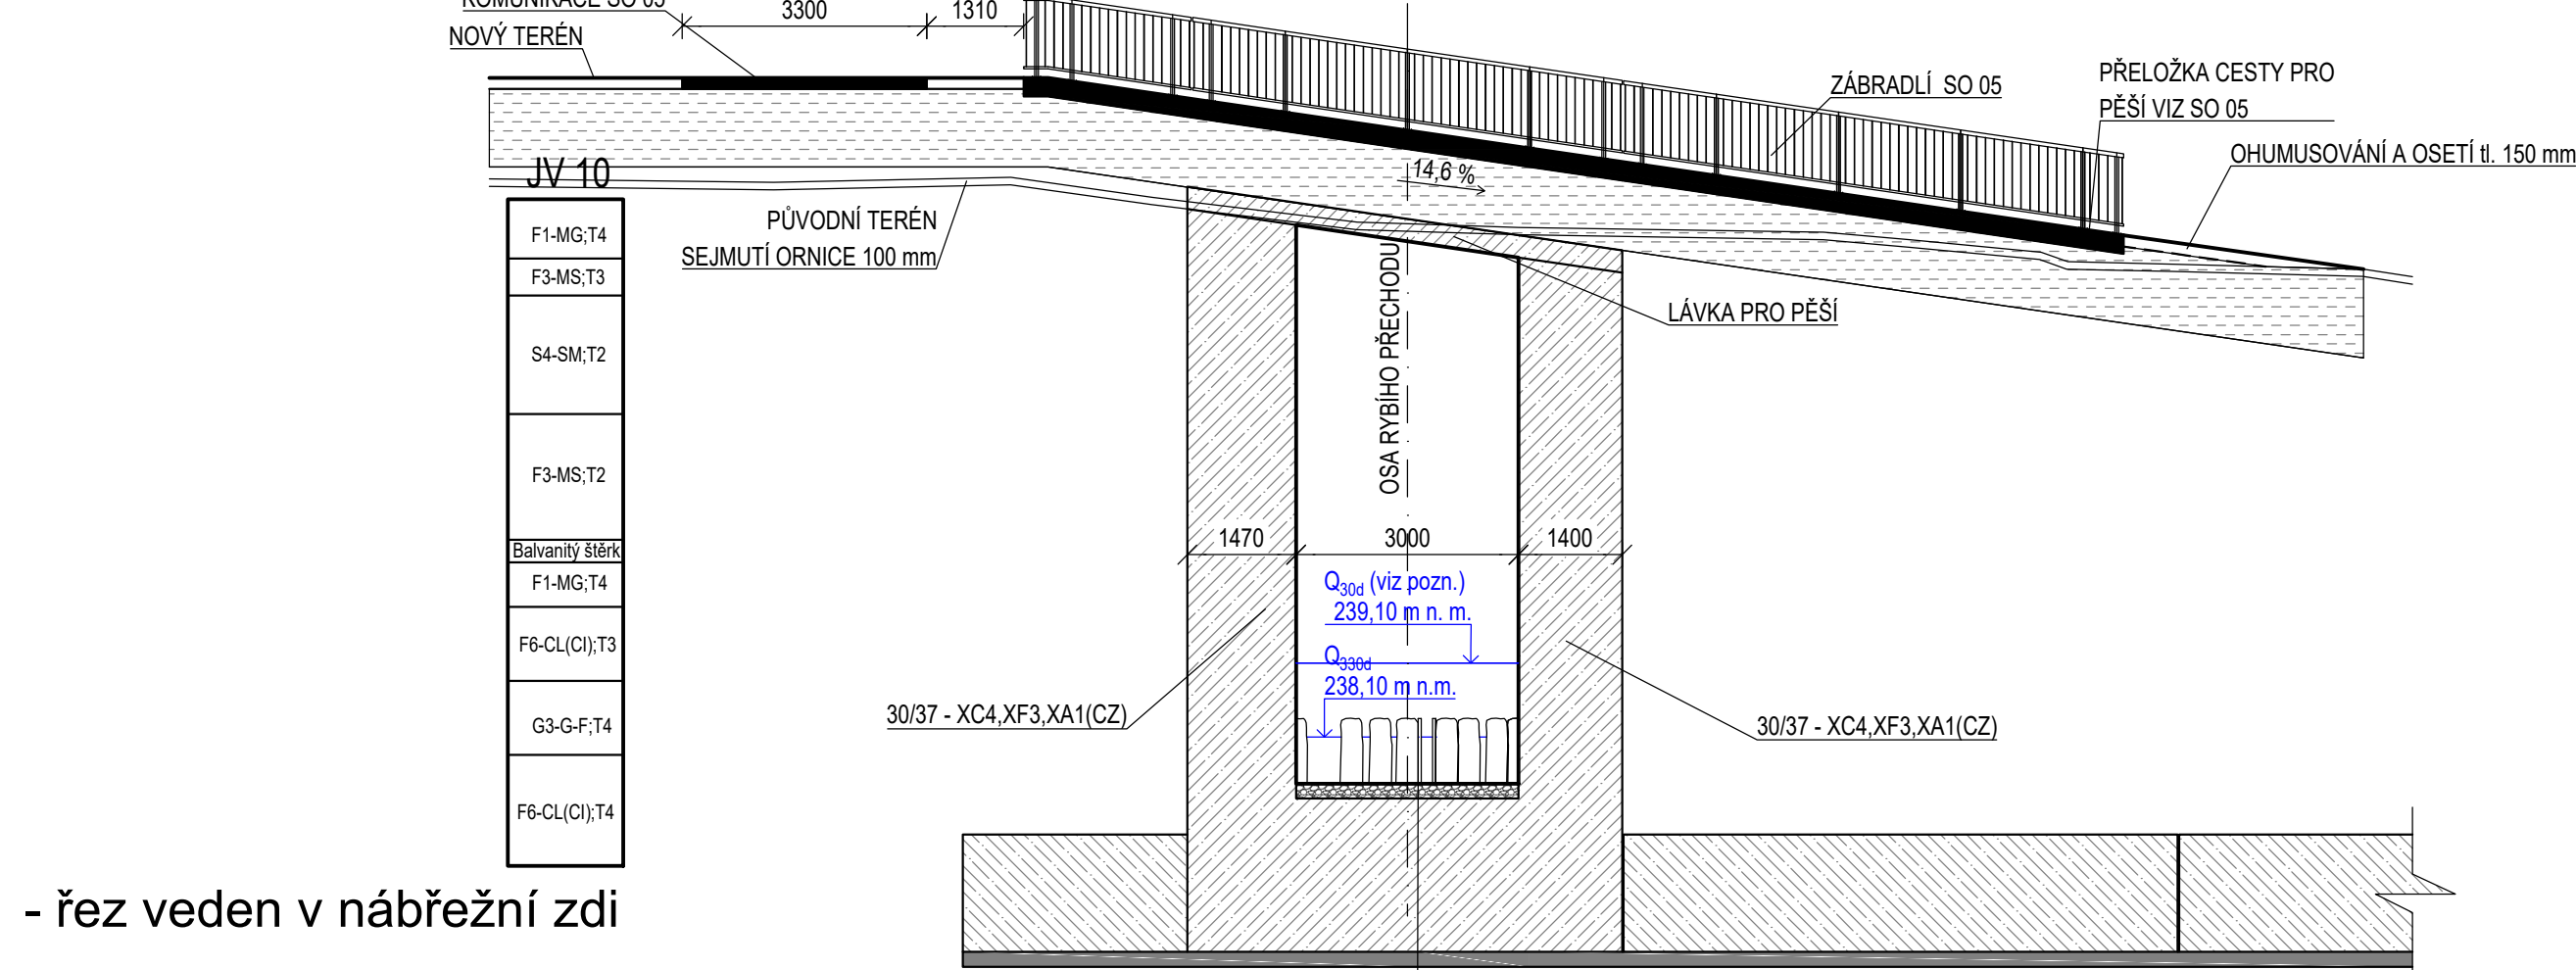 KOMUNIKACE SO 05
3300
1310
NOVÝ TERÉN
ZÁBRADLÍ SO 05
PŘELOŽKA CESTY PRO
PĚŠÍ VIZ SO 05
OHUMUSOVÁNÍ A OSETÍ tl. 150 mm
JV 10
14,6 %
PŮVODNÍ TERÉN
SEJMUTÍ ORNICE 100 mm
F1-MG;T4
F3-MS;T3
S4-SM;T2
F3-MS;T2
Balvanitý štěrk
F1-MG;T4
F6-CL(CI);T3
G3-G-F;T4
F6-CL(CI);T4
LÁVKA PRO PĚŠÍ
OSA RYBÍHO PŘECHODU
1470
3000
1400
Q30d (viz pozn.)
239,10 m n. m.
Q330d
238,10 m n.m.
30/37 - XC4,XF3,XA1(CZ)
30/37 - XC4,XF3,XA1(CZ)
- řez veden v nábřežní zdi